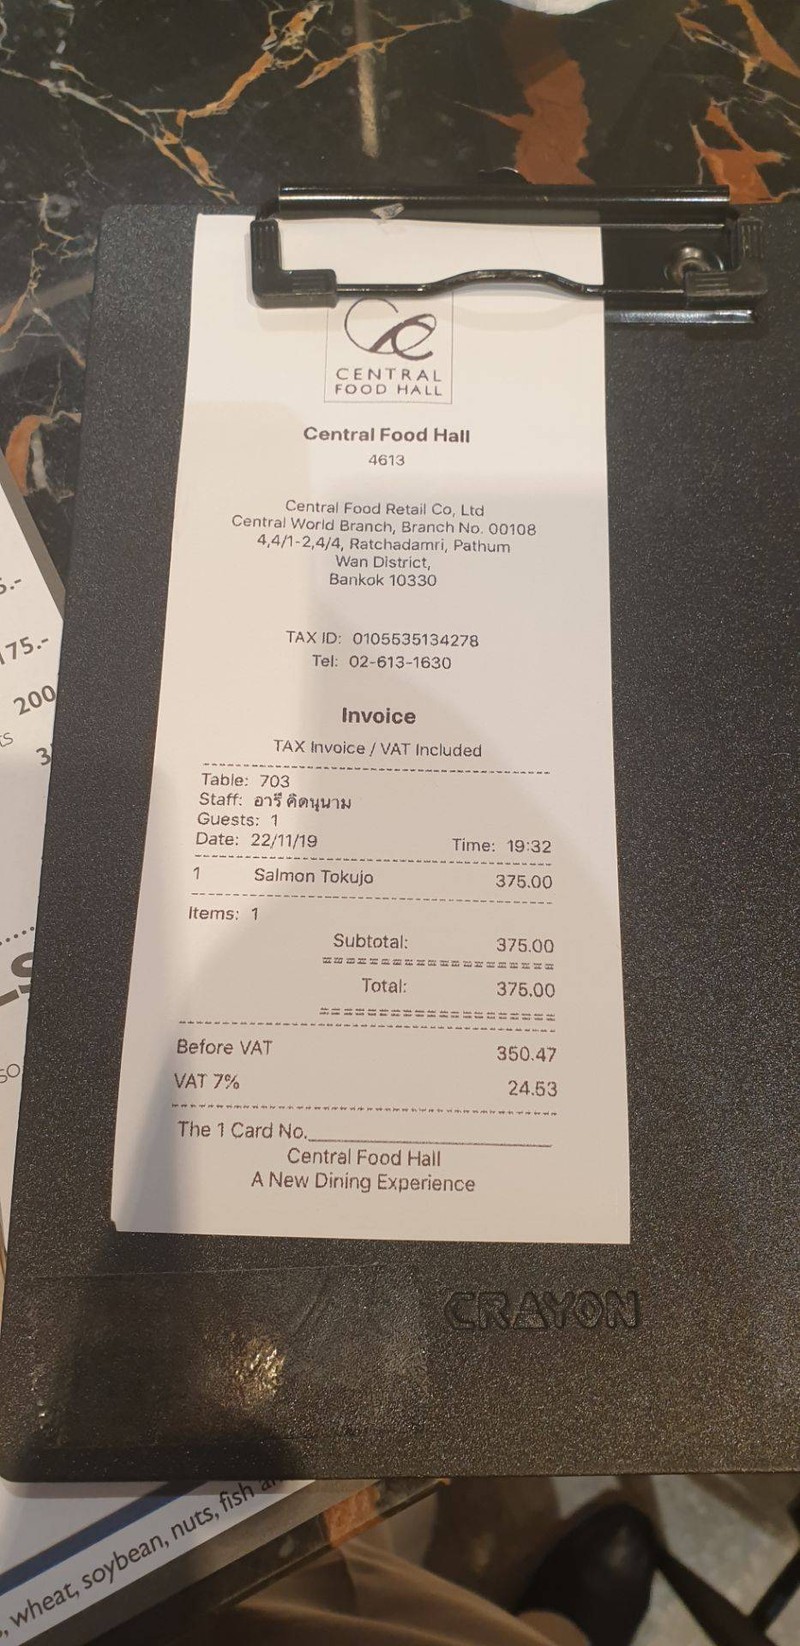 CENTRAL
FOOD HALL
Central Food Hall
4613
Central Food Retail Co, Ltd
Central World Branch, Branch No. 00108
4,4/1-2,4/4, Ratchadamri, Pathum
Wan District,
Bankok 10330
TAX ID: 0105535134278
Tel: 02-613-1630
Invoice
TAX Invoice / VAT Included
Table: 703
Staff: อารี คิดนุนาม
Guests: 1
Date: 22/11/19 Time: 19:32
1 Salmon Tokujo 375.00
Items: 1
Subtotal: 375.00
Total: 375.00
Before VAT 350.47
VAT 7% 24.53
The 1 Card No.
Central Food Hall
A New Dining Experience
CRAYON
175.-
200
wheat, soybean, nuts, fish